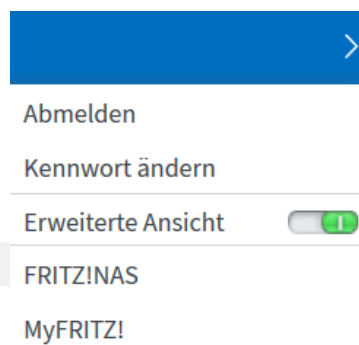 Abmelden
Kennwort ändern
Erweiterte Ansicht
FRITZ!NAS
MyFRITZ!